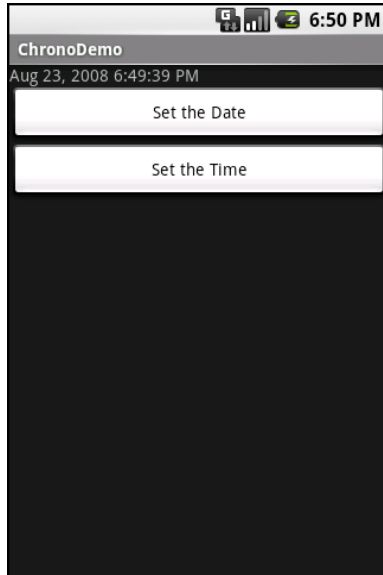 G
6:50 PM
ChronoDemo
Aug 23, 2008 6:49:39 PM
Set the Date
Set the Time